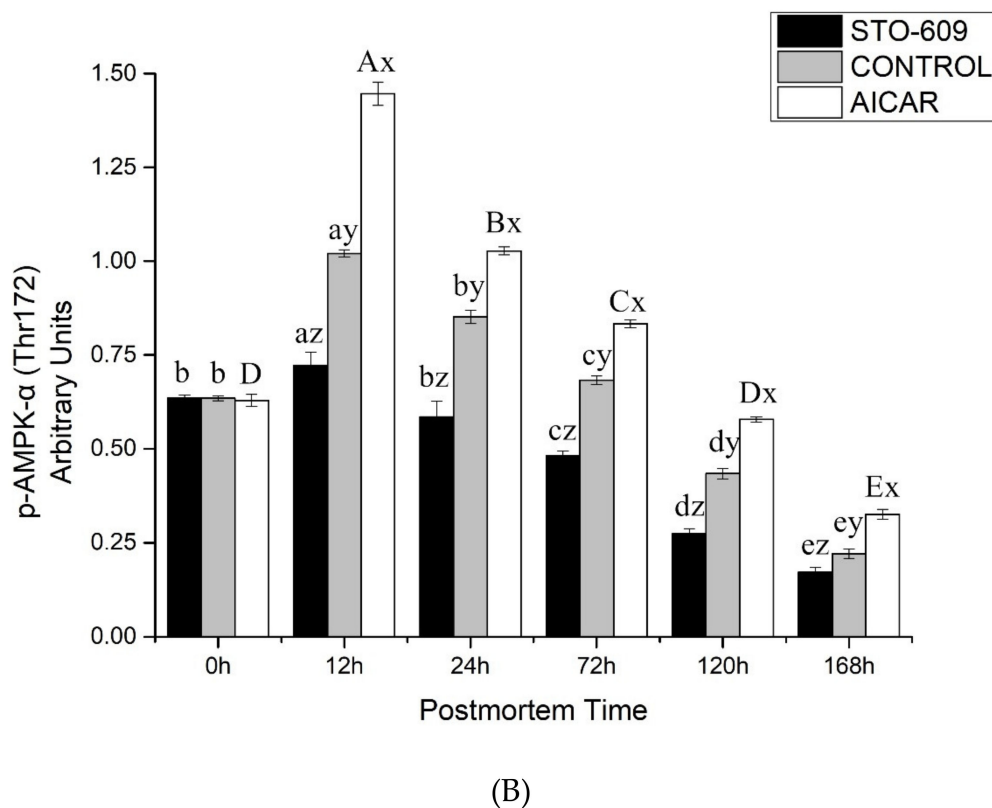 STO-609
CONTROL
AICAR
p-AMPK-α (Thr172)
Arbitrary Units
1.50
1.25
1.00
0.75
0.50
0.25
0.00
b b D
az ay Ax
bz by Bx
cz cy Cx
dz dy Dx
ez ey Ex
0h 12h 24h 72h 120h 168h
Postmortem Time
(B)